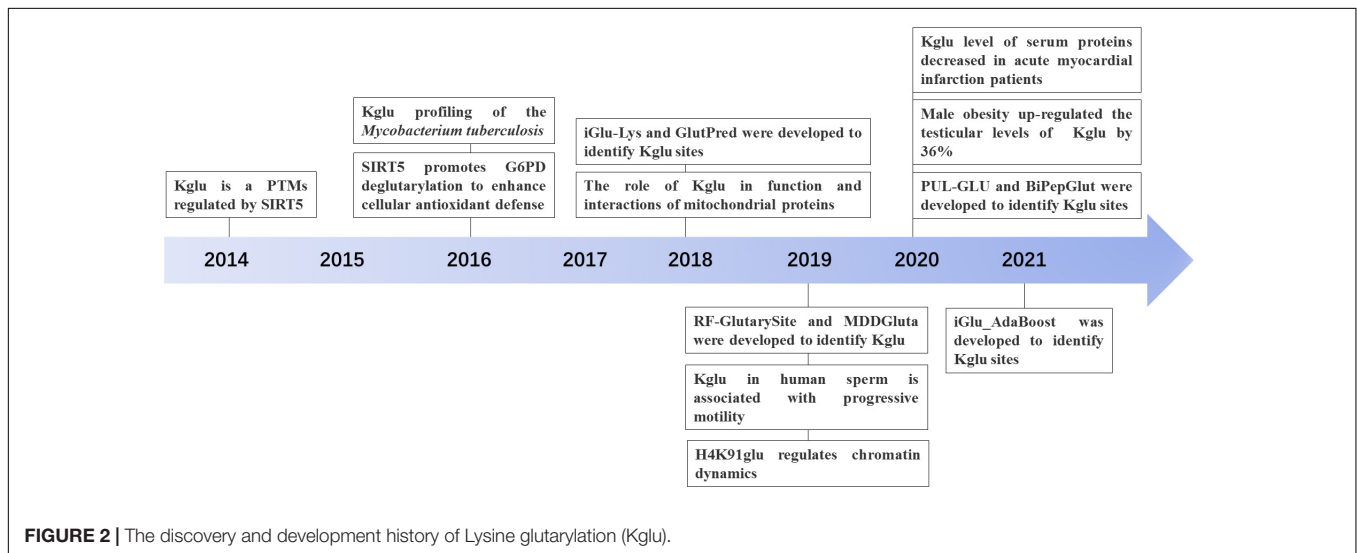 Kglu is a PTMs
regulated by SIRT5
Kglu profiling of the
Mycobacterium tuberculosis
SIRT5 promotes G6PD
deglutarylation to enhance
cellular antioxidant defense
iGlu-Lys and GlutPred were developed to
identify Kglu sites
The role of Kglu in function and
interactions of mitochondrial proteins
Kglu level of serum proteins
decreased in acute myocardial
infarction patients
Male obesity up-regulated the
testicular levels of Kglu by
36%
PUL-GLU and BiPepGlut were
developed to identify Kglu sites
2014 2015 2016 2017 2018 2019 2020 2021
RF-GlutarySite and MDDGluta
were developed to identify Kglu
Kglu in human sperm is
associated with progressive
motility
H4K91glu regulates chromatin
dynamics
iGlu_AdaBoost was
developed to identify
Kglu sites
FIGURE 2 | The discovery and development history of Lysine glutarylation (Kglu).